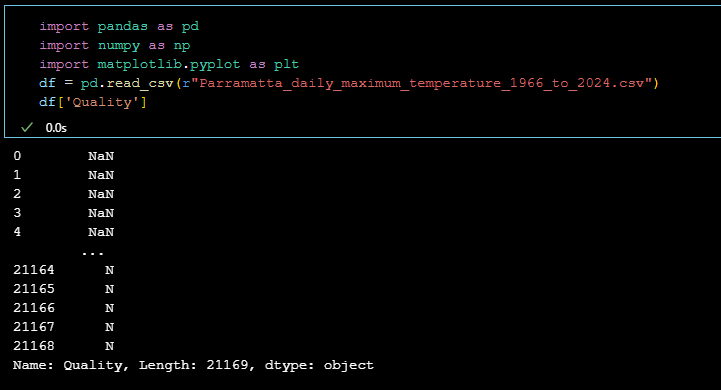 import pandas as pd
import numpy as np
import matplotlib.pyplot as plt
df = pd.read_csv(r"Parramatta_daily_maximum_temperature_1966_to_2024.csv")
df['Quality']
✓ 0.0s
0 NaN
1 NaN
2 NaN
3 NaN
4 NaN
...
21164 N
21165 N
21166 N
21167 N
21168 N
Name: Quality, Length: 21169, dtype: object